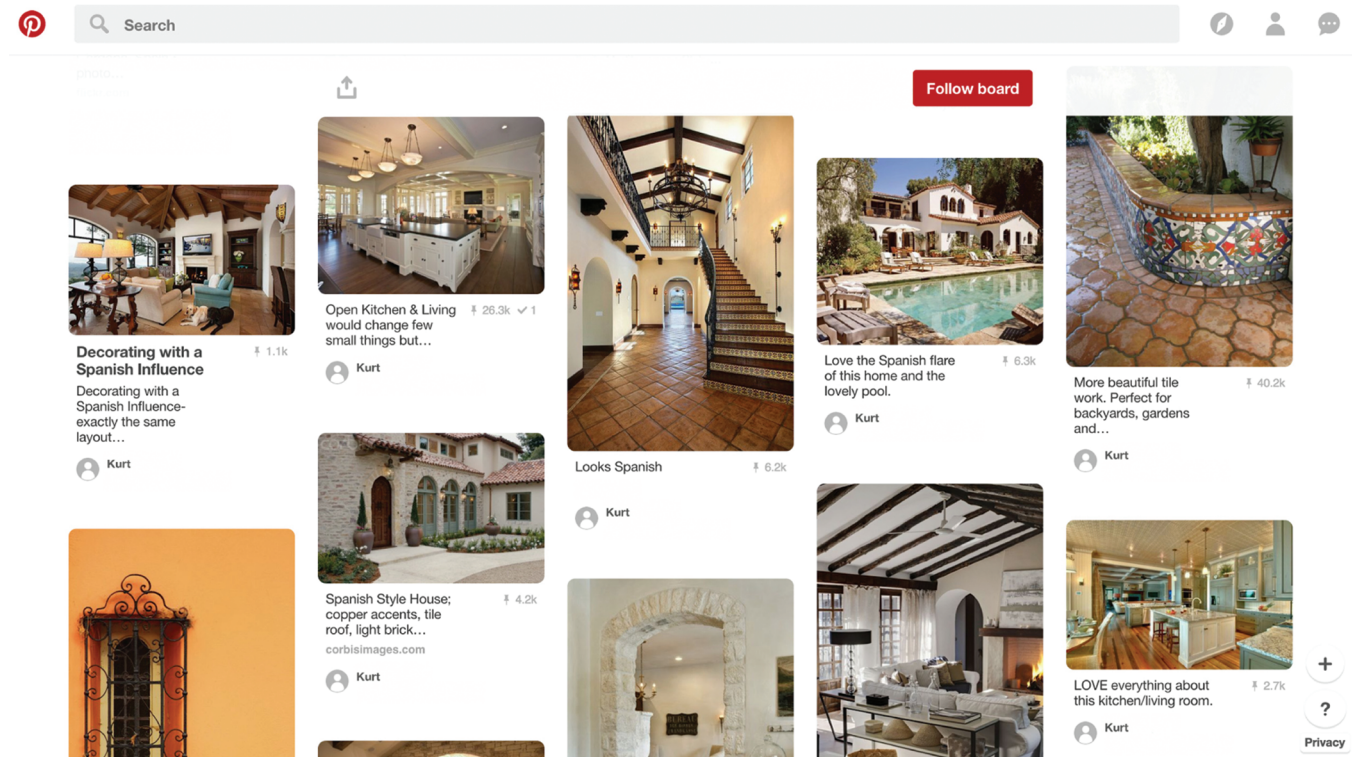 Search
Follow board
Decorating with a
Spanish Influence
1.1k
Decorating with a
Spanish Influence-
exactly the same
layout…
Kurt
Open Kitchen & Living
would change few
small things but…
26.3k
1
Kurt
Spanish Style House;
copper accents, tile
roof, light brick…
4.2k
corbisimages.com
Kurt
Looks Spanish
6.2k
Kurt
Love the Spanish flare
of this home and the
lovely pool.
6.3k
Kurt
More beautiful tile
work. Perfect for
backyards, gardens
and…
40.2k
Kurt
LOVE everything about
this kitchen/living room.
2.7k
Kurt
+
?
Privacy